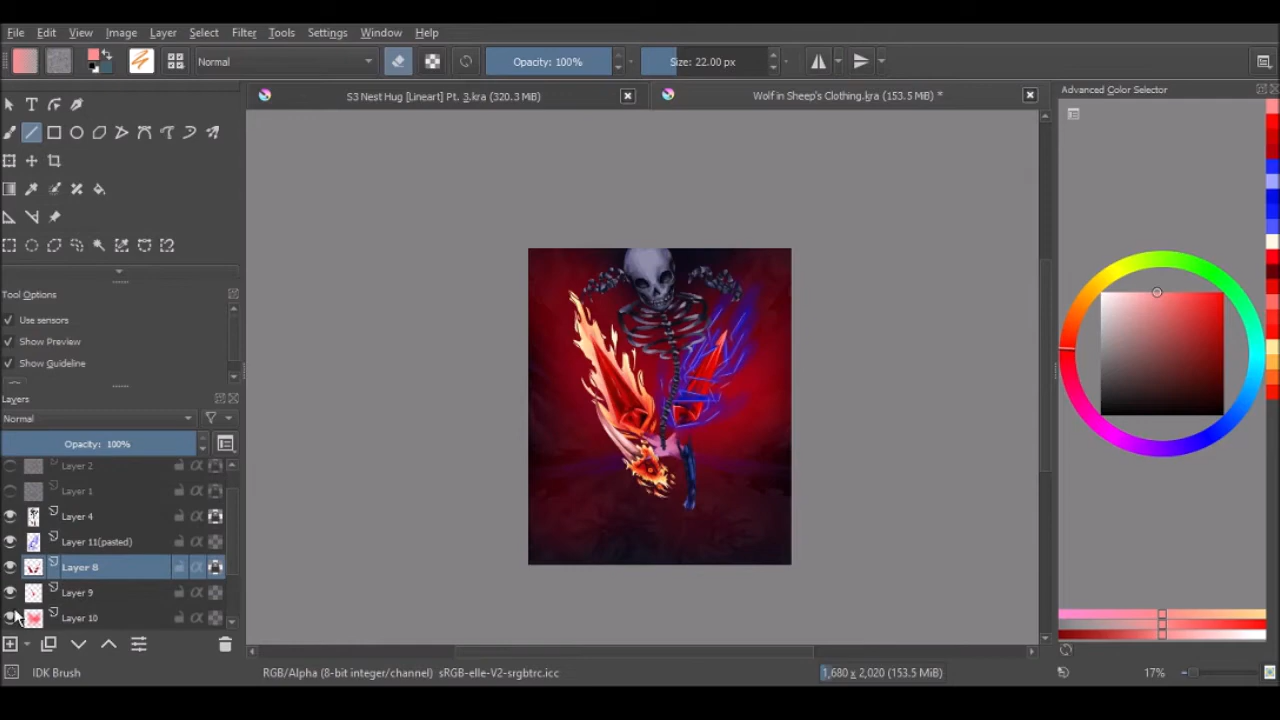 File Edit View Image Layer Select Filter Tools Settings Window Help
Normal Opacity: 100% Size: 22.00 px
S3 Nest Hug [Lineart] Pt. 3.kra (320.3 MiB)
Wolf in Sheep's Clothing.kra (153.5 MiB) *
Advanced Color Selector
Tool Options
Use sensors
Show Preview
Show Guideline
Layers
Normal
Opacity: 100%
Layer 2
Layer 1
Layer 4
Layer 11(pasted)
Layer 8
Layer 9
Layer 10
IDK Brush
RGB/Alpha (8-bit integer/channel) sRGB-elle-V2-srgbtrc.icc
1,680 x 2,020 (153.5 MiB)
17%